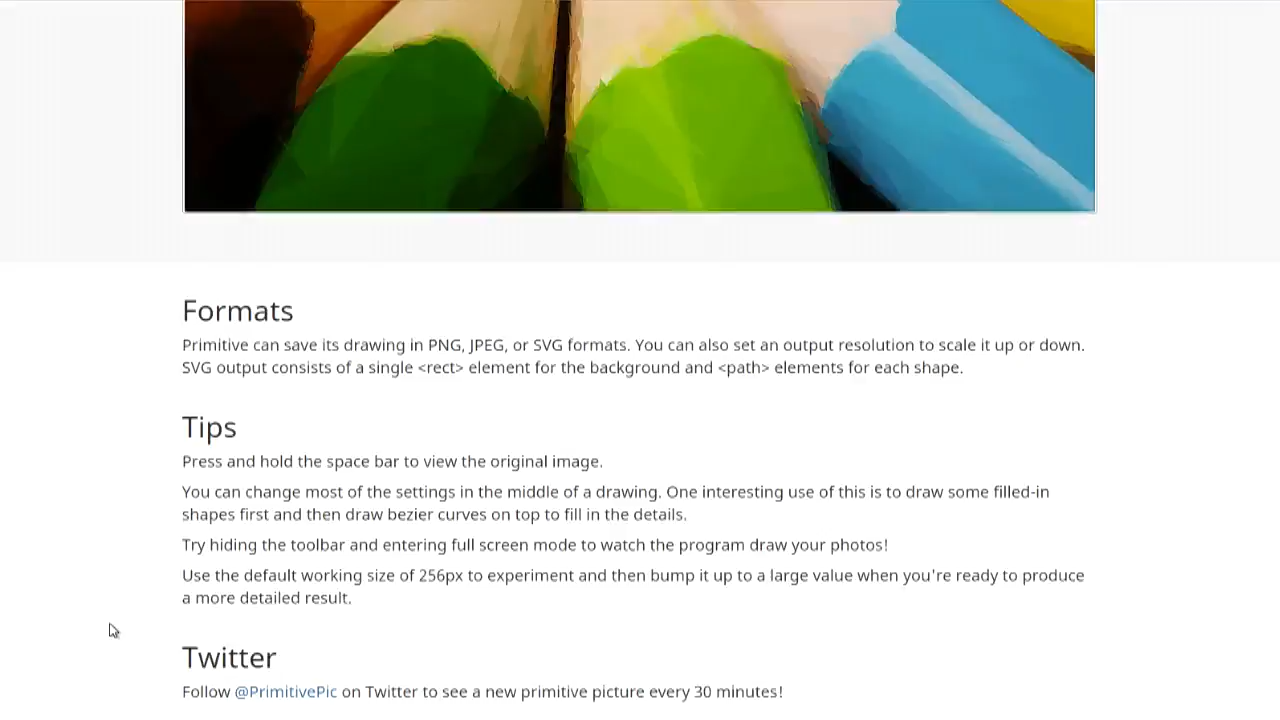 Formats
Primitive can save its drawing in PNG, JPEG, or SVG formats. You can also set an output resolution to scale it up or down.
SVG output consists of a single <rect> element for the background and <path> elements for each shape.
Tips
Press and hold the space bar to view the original image.
You can change most of the settings in the middle of a drawing. One interesting use of this is to draw some filled-in
shapes first and then draw bezier curves on top to fill in the details.
Try hiding the toolbar and entering full screen mode to watch the program draw your photos!
Use the default working size of 256px to experiment and then bump it up to a large value when you're ready to produce
a more detailed result.
Twitter
Follow @PrimitivePic on Twitter to see a new primitive picture every 30 minutes!